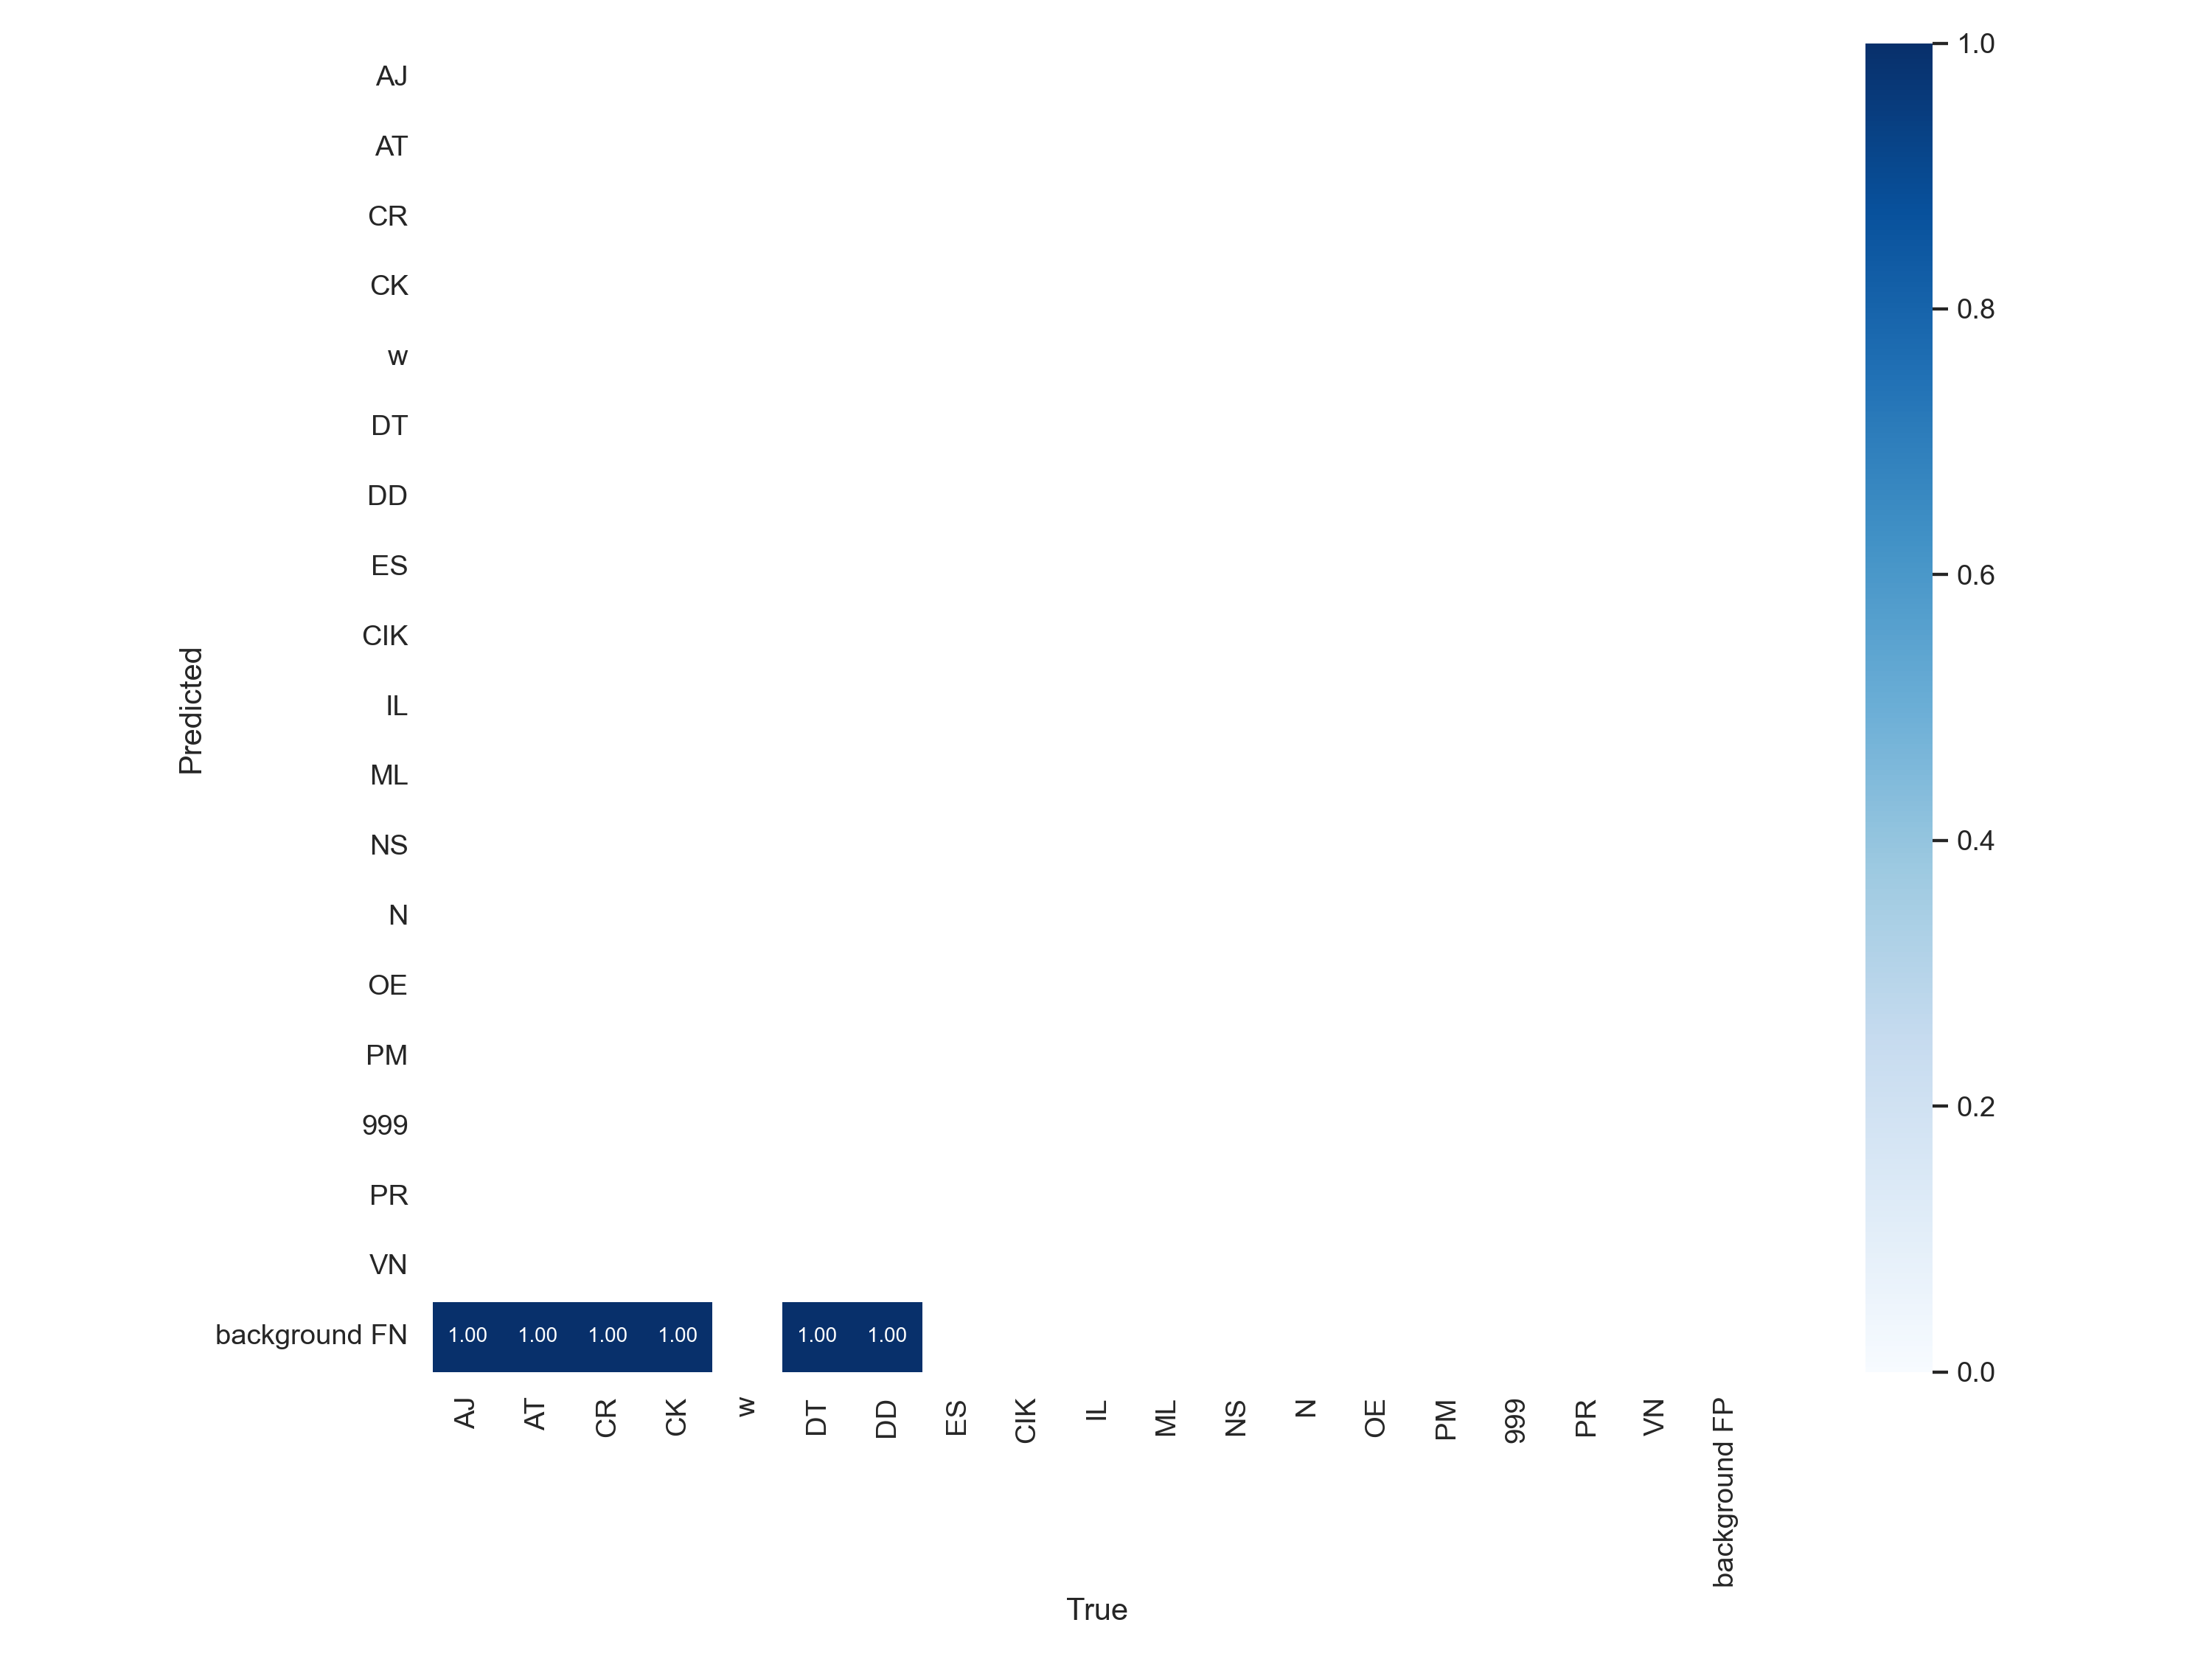 AJ
AT
CR
CK
w
DT
DD
ES
CIK
IL
ML
NS
N
OE
PM
999
PR
VN
background FN
Predicted
1.00 1.00 1.00 1.00 1.00 1.00
AJ AT CR CK w DT DD ES CIK IL ML NS N OE PM 999 PR VN background FP
True
1.0
0.8
0.6
0.4
0.2
0.0